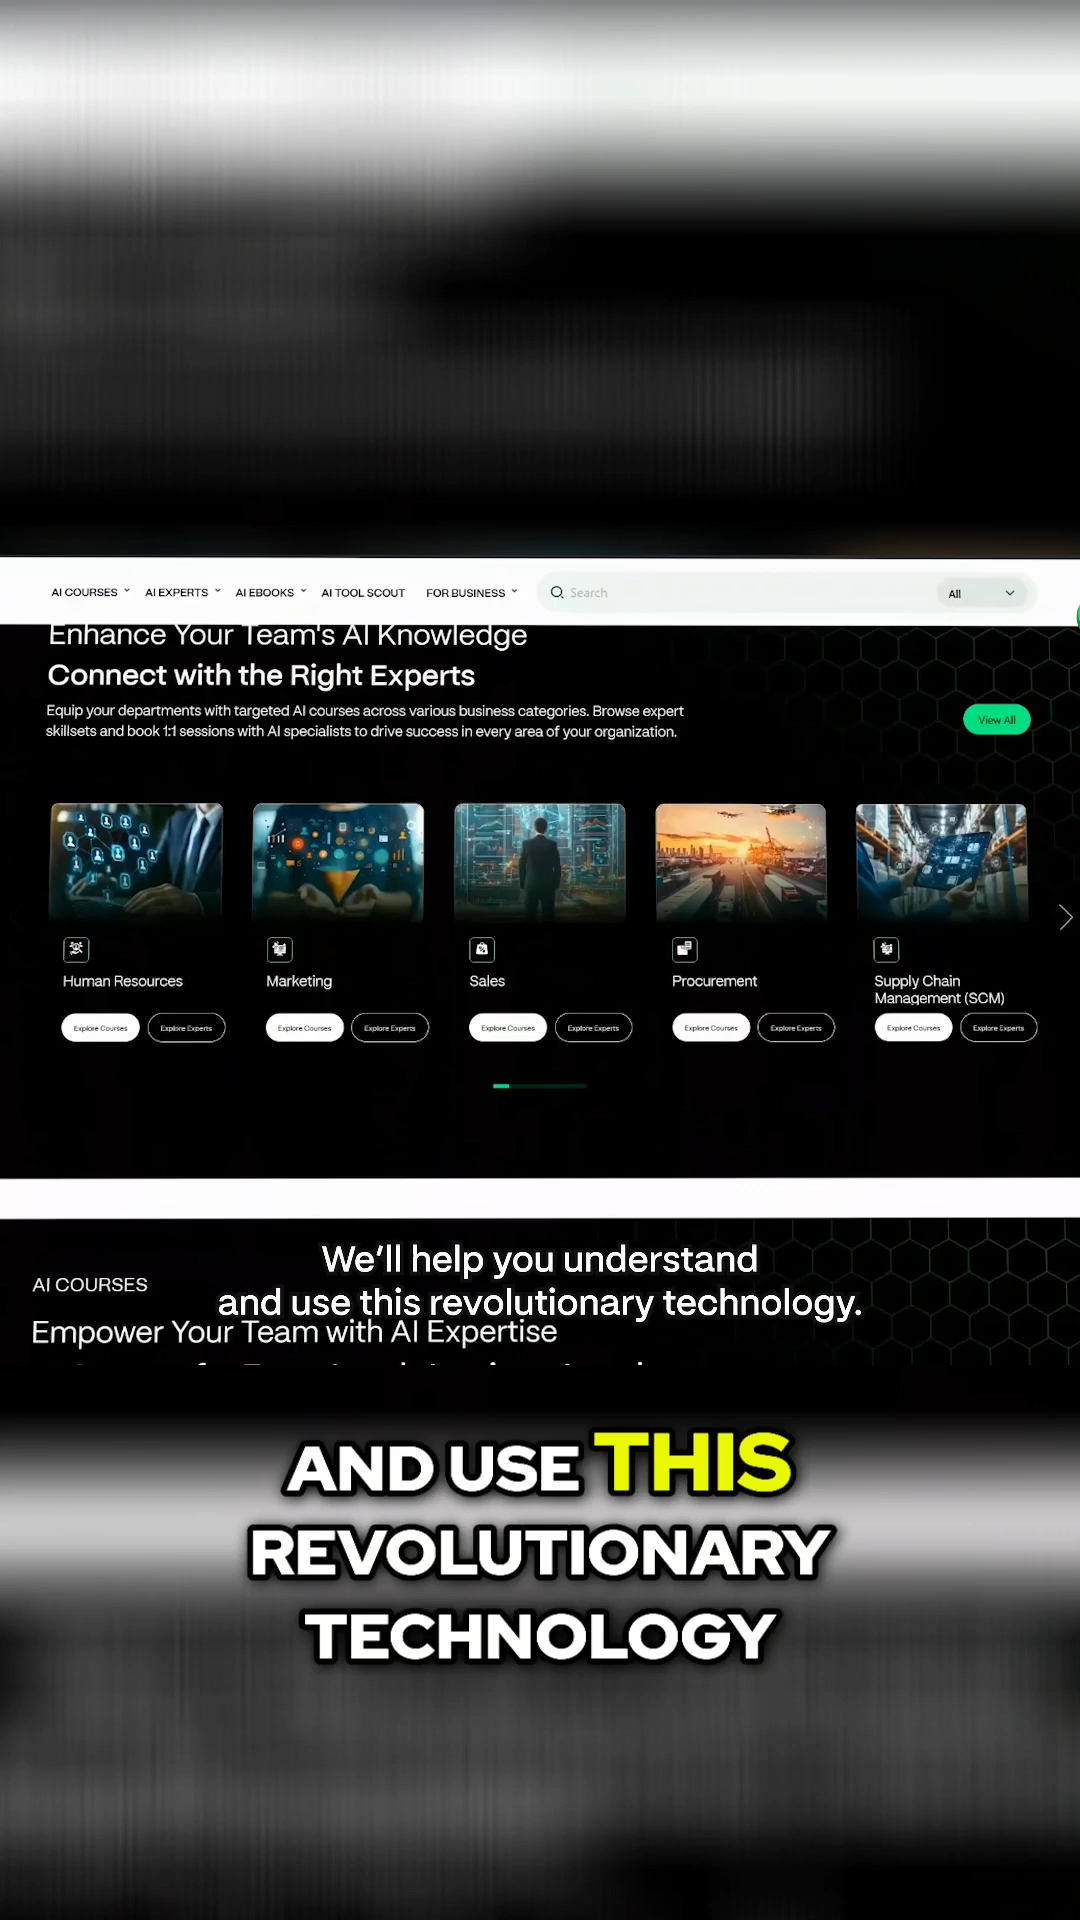 AI COURSES AI EXPERTS AI EBOOKS AI TOOL SCOUT FOR BUSINESS Search All
Enhance Your Team's AI Knowledge
Connect with the Right Experts
Equip your departments with targeted AI courses across various business categories. Browse expert
skillsets and book 1:1 sessions with AI specialists to drive success in every area of your organization.
View All
Human Resources
Explore Courses Explore Experts
Marketing
Explore Courses Explore Experts
Sales
Explore Courses Explore Experts
Procurement
Explore Courses Explore Experts
Supply Chain
Management (SCM)
Explore Courses Explore Experts
AI COURSES
Empower Your Team with AI Expertise
We'll help you understand
and use this revolutionary technology.
AND USE THIS
REVOLUTIONARY
TECHNOLOGY